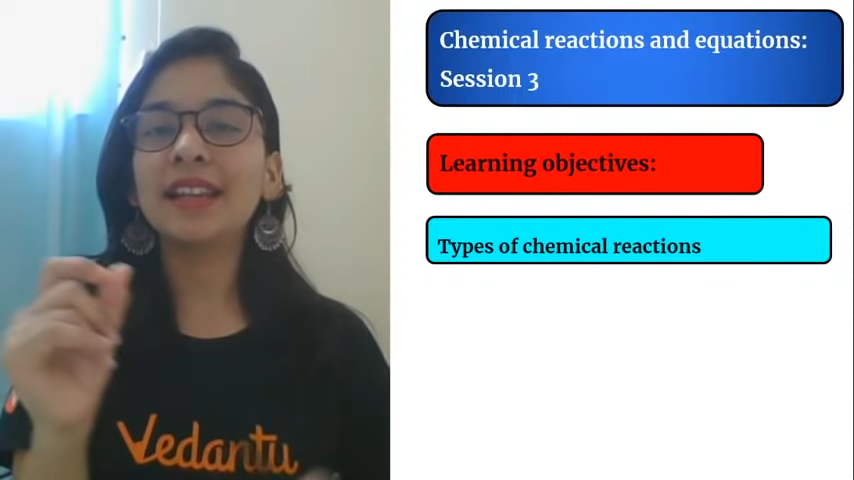 Chemical reactions and equations:
Session 3
Learning objectives:
Types of chemical reactions
Vedantu